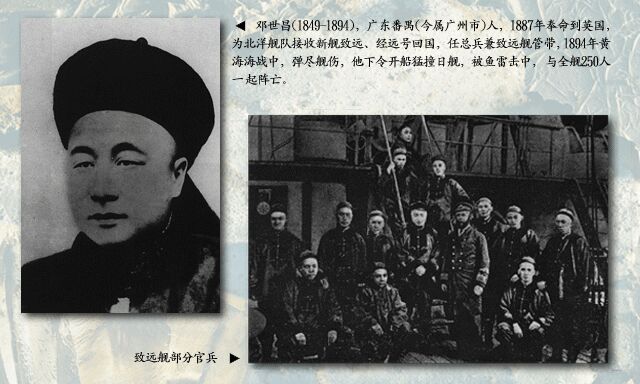 ◀ 邓世昌(1849-1894)，广东番禺(今属广州市)人，1887年奉命到英国，
为北洋舰队接收新舰致远、经远号回国，任总兵兼致远舰管带，1894年黄
海海战中，弹尽舰伤，他下令开船猛撞日舰，被鱼雷击中，与全舰250人
一起阵亡。
致远舰部分官兵 ▶